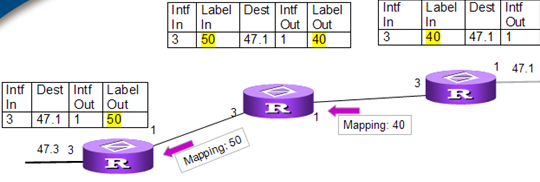 Intf In Label In Dest Intf Out Label Out
3 50 47.1 1 40
Intf In Label In Dest Intf Out
3 40 47.1 1
Intf In Dest Intf Out Label Out
3 47.1 1 50
1 47.1
3
R
3 1
R
Mapping: 40
1
Mapping: 50
47.3 3
R